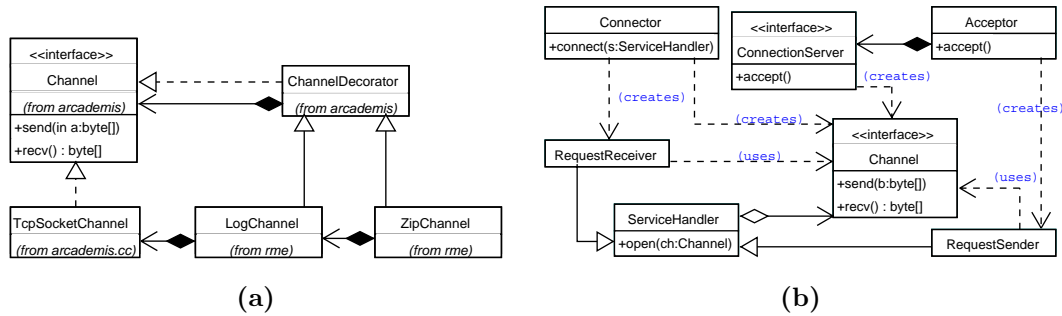 <<interface>>
Channel
(from arcademis)
+send(in a:byte[])
+recv() : byte[]
ChannelDecorator
(from arcademis)
TcpSocketChannel
(from arcademis.cc)
LogChannel
(from rme)
ZipChannel
(from rme)
(a)
Connector
+connect(s:ServiceHandler)
<<interface>>
ConnectionServer
+accept()
Acceptor
+accept()
(creates)
(creates)
(creates)
(creates)
RequestReceiver
(uses)
<<interface>>
Channel
+send(b:byte[])
+recv() : byte[]
(uses)
ServiceHandler
+open(ch:Channel)
RequestSender
(b)